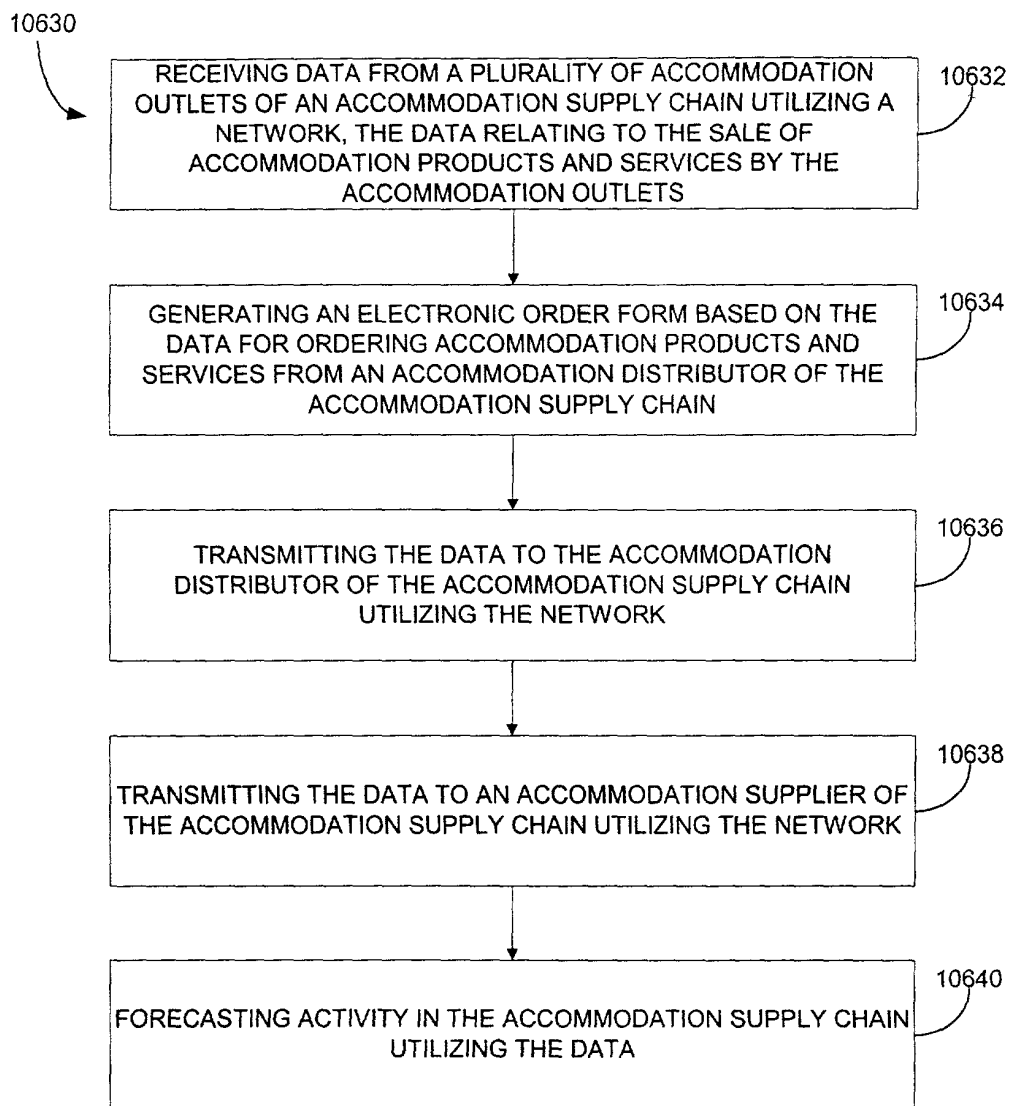 10630
RECEIVING DATA FROM A PLURALITY OF ACCOMMODATION
OUTLETS OF AN ACCOMMODATION SUPPLY CHAIN UTILIZING A
NETWORK, THE DATA RELATING TO THE SALE OF
ACCOMMODATION PRODUCTS AND SERVICES BY THE
ACCOMMODATION OUTLETS
10632
GENERATING AN ELECTRONIC ORDER FORM BASED ON THE
DATA FOR ORDERING ACCOMMODATION PRODUCTS AND
SERVICES FROM AN ACCOMMODATION DISTRIBUTOR OF THE
ACCOMMODATION SUPPLY CHAIN
10634
TRANSMITTING THE DATA TO THE ACCOMMODATION
DISTRIBUTOR OF THE ACCOMMODATION SUPPLY CHAIN
UTILIZING THE NETWORK
10636
TRANSMITTING THE DATA TO AN ACCOMMODATION SUPPLIER OF
THE ACCOMMODATION SUPPLY CHAIN UTILIZING THE NETWORK
10638
FORECASTING ACTIVITY IN THE ACCOMMODATION SUPPLY CHAIN
UTILIZING THE DATA
10640